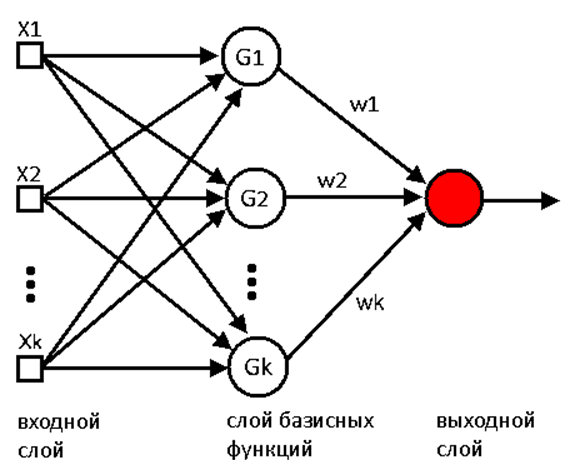 X1
G1
w1
X2
G2
w2
Xk
Gk
wk
входной
слой
слой базисных
функций
выходной
слой